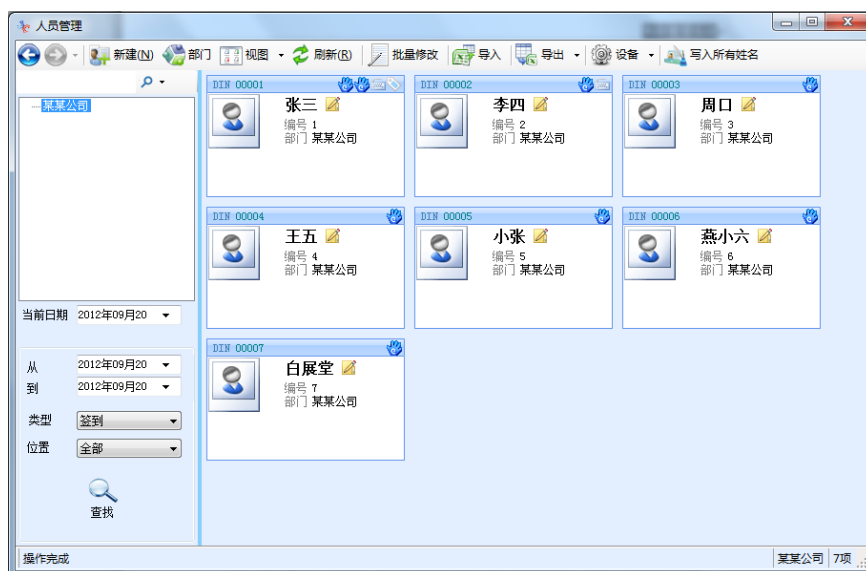 人员管理
新建(N) 部门 视图 刷新(R) 批量修改 导入 导出 设备 写入所有姓名
某某公司
当前日期 2012年09月20
从 2012年09月20
到 2012年09月20
类型 签到
位置 全部
查找
DIN 00001
张三
编号 1
部门 某某公司
DIN 00002
李四
编号 2
部门 某某公司
DIN 00003
周口
编号 3
部门 某某公司
DIN 00004
王五
编号 4
部门 某某公司
DIN 00005
小张
编号 5
部门 某某公司
DIN 00006
燕小六
编号 6
部门 某某公司
DIN 00007
白展堂
编号 7
部门 某某公司
操作完成 某某公司 7项